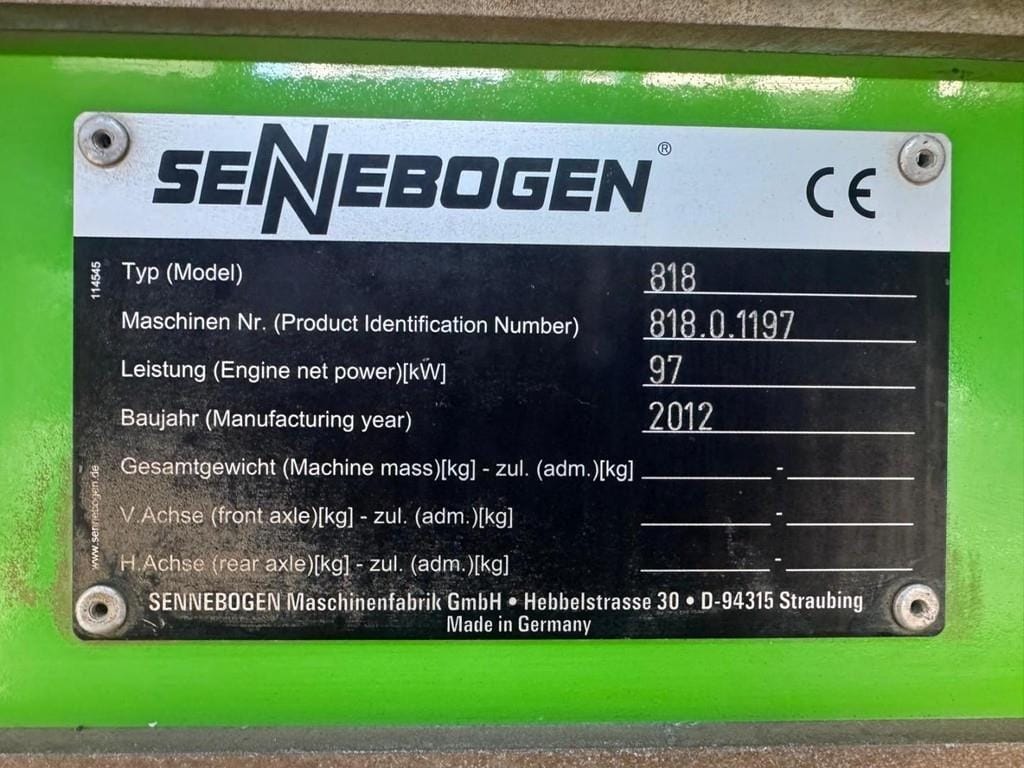 SENNEBOGEN® CE
114545
Typ (Model) 818
Maschinen Nr. (Product Identification Number) 818.0.1197
Leistung (Engine net power)[kW] 97
Baujahr (Manufacturing year) 2012
Gesamtgewicht (Machine mass)[kg] - zul. (adm.)[kg] -
V.Achse (front axle)[kg] - zul. (adm.)[kg] -
H.Achse (rear axle)[kg] - zul. (adm.)[kg] -
www.sennebogen.de
SENNEBOGEN Maschinenfabrik GmbH • Hebbelstrasse 30 • D-94315 Straubing
Made in Germany